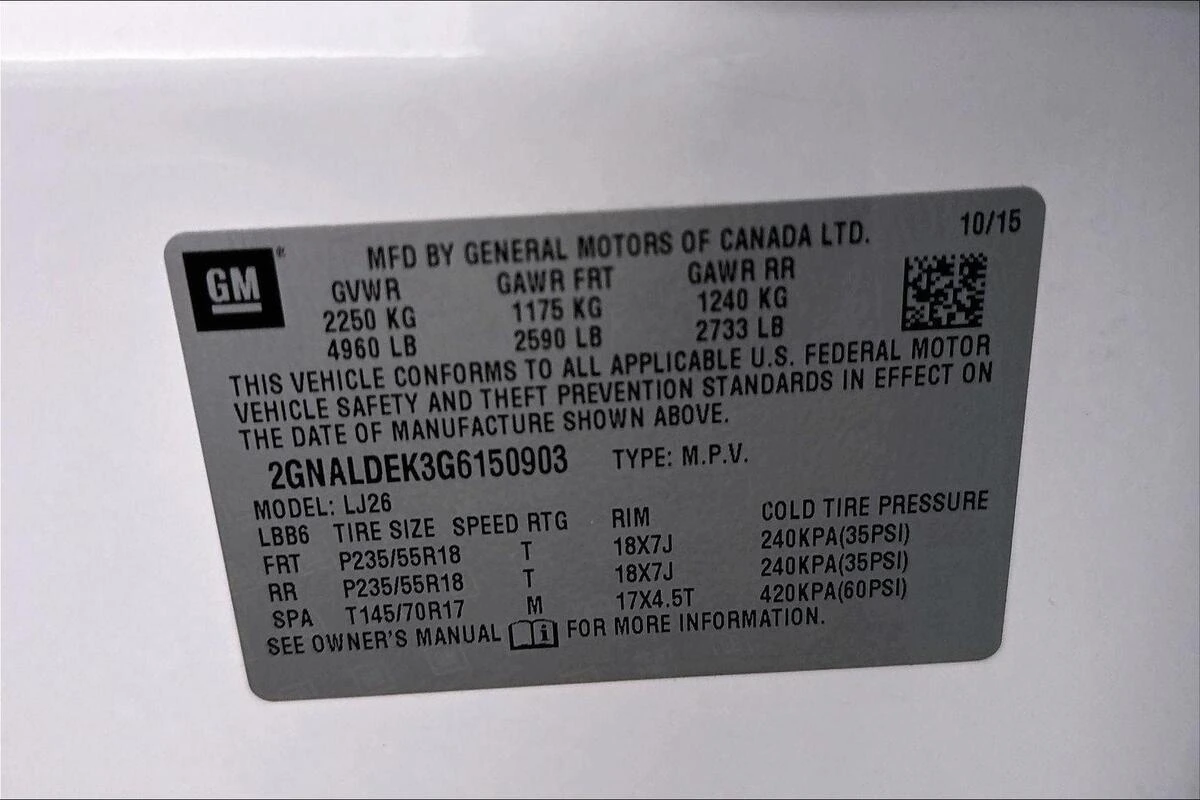 GM®
MFD BY GENERAL MOTORS OF CANADA LTD. 10/15
GVWR GAWR FRT GAWR RR
2250 KG 1175 KG 1240 KG
4960 LB 2590 LB 2733 LB
THIS VEHICLE CONFORMS TO ALL APPLICABLE U.S. FEDERAL MOTOR
VEHICLE SAFETY AND THEFT PREVENTION STANDARDS IN EFFECT ON
THE DATE OF MANUFACTURE SHOWN ABOVE.
2GNALDEK3G6150903 TYPE: M.P.V.
MODEL: LJ26
LBB6 TIRE SIZE SPEED RTG RIM COLD TIRE PRESSURE
FRT P235/55R18 T 18X7J 240KPA(35PSI)
RR P235/55R18 T 18X7J 240KPA(35PSI)
SPA T145/70R17 M 17X4.5T 420KPA(60PSI)
SEE OWNER'S MANUAL i FOR MORE INFORMATION.